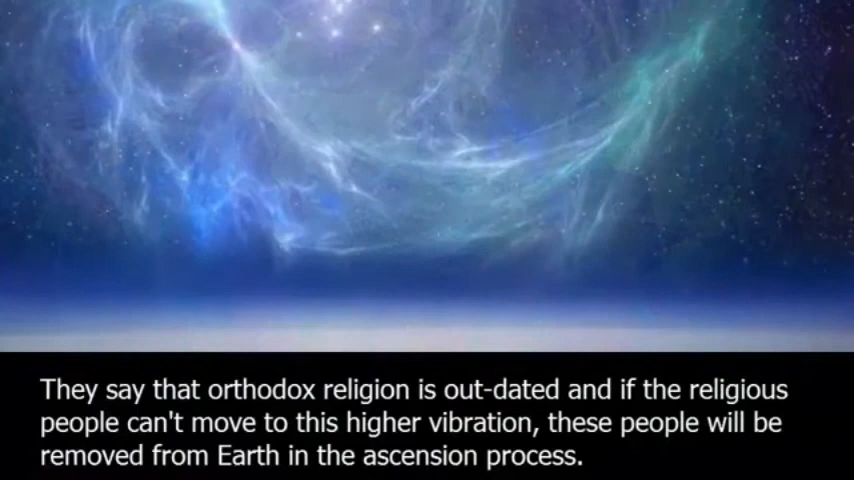 They say that orthodox religion is out-dated and if the religious
people can't move to this higher vibration, these people will be
removed from Earth in the ascension process.